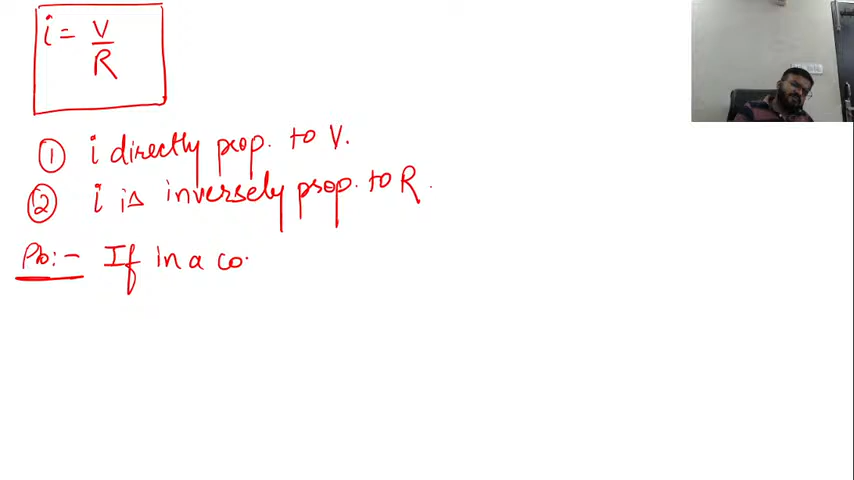 i = V/R
① i directly prop. to V.
② i is inversely prop. to R.
Pb:- If in a co.